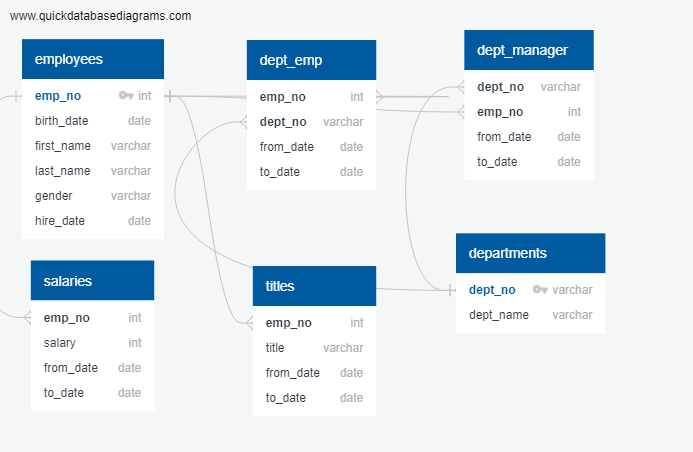 www.quickdatabasediagrams.com
employees
emp_no int
birth_date date
first_name varchar
last_name varchar
gender varchar
hire_date date
dept_emp
emp_no int
dept_no varchar
from_date date
to_date date
dept_manager
dept_no varchar
emp_no int
from_date date
to_date date
salaries
emp_no int
salary int
from_date date
to_date date
titles
emp_no int
title varchar
from_date date
to_date date
departments
dept_no varchar
dept_name varchar